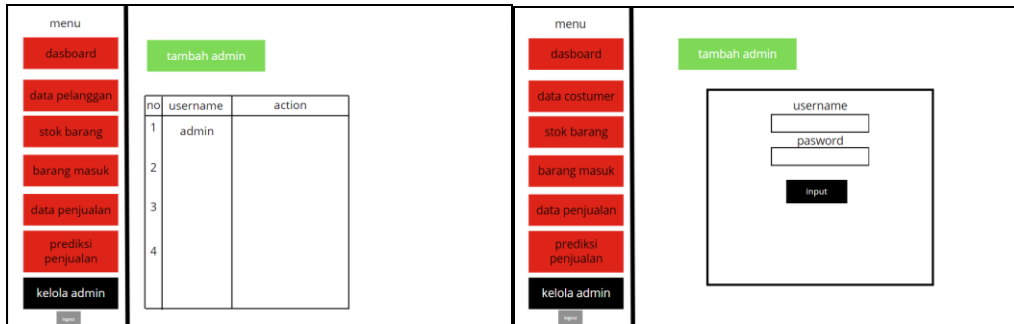 menu
dasboard
data pelanggan
stok barang
barang masuk
data penjualan
prediksi
penjualan
kelola admin
logout
tambah admin
no username action
1 admin
2
3
4
menu
dasboard
data costumer
stok barang
barang masuk
data penjualan
prediksi
penjualan
kelola admin
logout
tambah admin
username
pasword
input